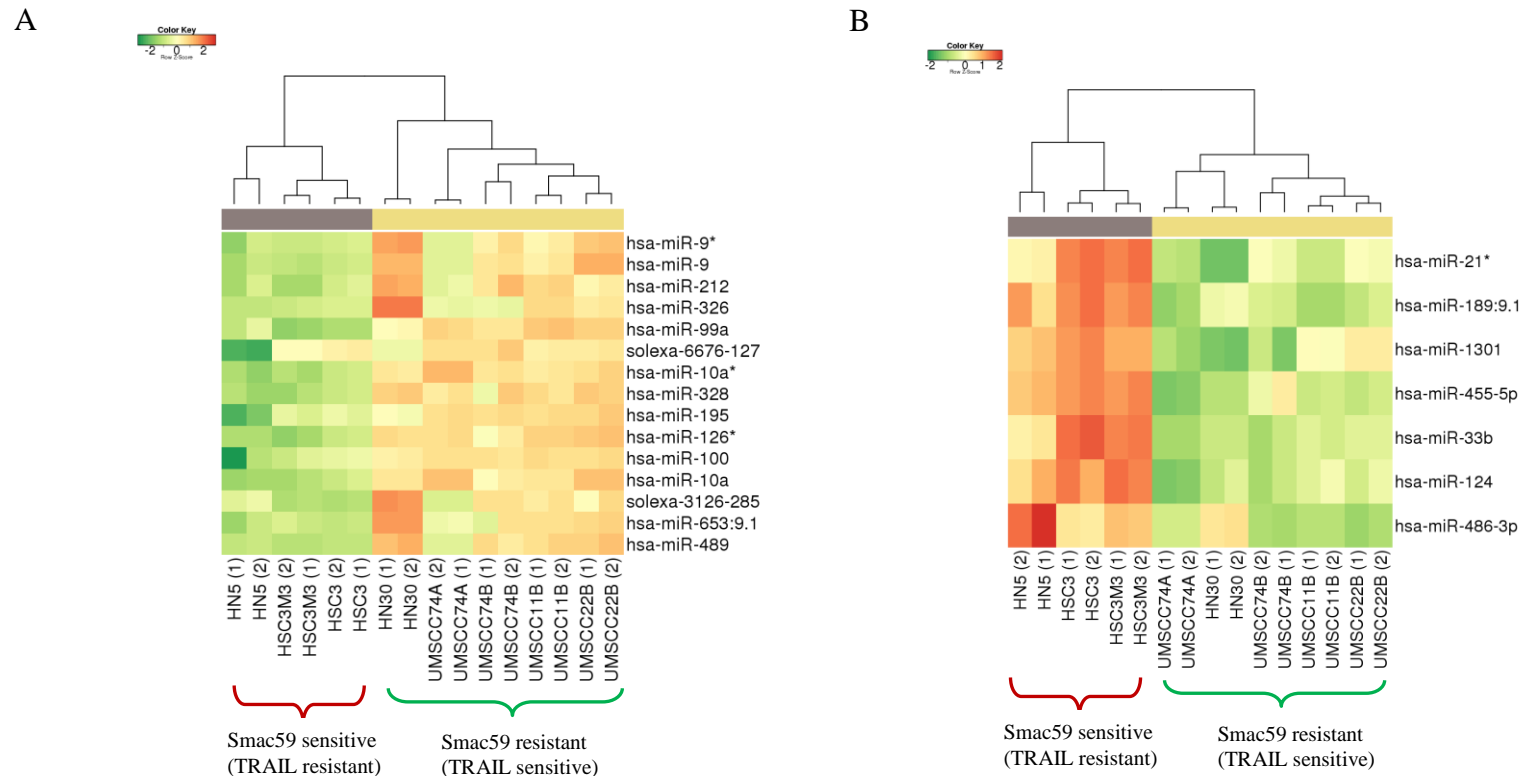 A
Color Key
-2 0 2
Row Z-Score
hsa-miR-9*
hsa-miR-9
hsa-miR-212
hsa-miR-326
hsa-miR-99a
solexa-6676-127
hsa-miR-10a*
hsa-miR-328
hsa-miR-195
hsa-miR-126*
hsa-miR-100
hsa-miR-10a
solexa-3126-285
hsa-miR-653:9.1
hsa-miR-489
HN5 (1)
HN5 (2)
HSC3M3 (2)
HSC3M3 (1)
HSC3 (2)
HSC3 (1)
HN30 (1)
HN30 (2)
UMSCC74A (2)
UMSCC74A (1)
UMSCC74B (1)
UMSCC74B (2)
UMSCC11B (1)
UMSCC11B (2)
UMSCC22B (1)
UMSCC22B (2)
Smac59 sensitive
(TRAIL resistant)
Smac59 resistant
(TRAIL sensitive)
B
Color Key
-2 0 1 2
Row Z-Score
hsa-miR-21*
hsa-miR-189:9.1
hsa-miR-1301
hsa-miR-455-5p
hsa-miR-33b
hsa-miR-124
hsa-miR-486-3p
HN5 (2)
HN5 (1)
HSC3 (1)
HSC3 (2)
HSC3M3 (1)
HSC3M3 (2)
UMSCC74A (1)
UMSCC74A (2)
HN30 (1)
HN30 (2)
UMSCC74B (2)
UMSCC74B (1)
UMSCC11B (1)
UMSCC11B (2)
UMSCC22B (1)
UMSCC22B (2)
Smac59 sensitive
(TRAIL resistant)
Smac59 resistant
(TRAIL sensitive)